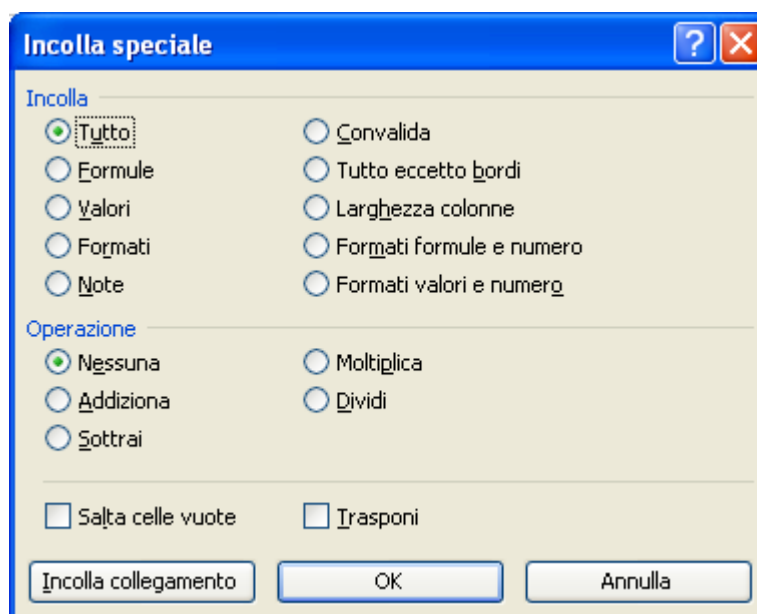 Incolla speciale
Incolla
Tutto
Convalida
Formule
Tutto eccetto bordi
Valori
Larghezza colonne
Formati
Formati formule e numero
Note
Formati valori e numero
Operazione
Nessuna
Moltiplica
Addiziona
Dividi
Sottrai
Salta celle vuote
Trasponi
Incolla collegamento
OK
Annulla